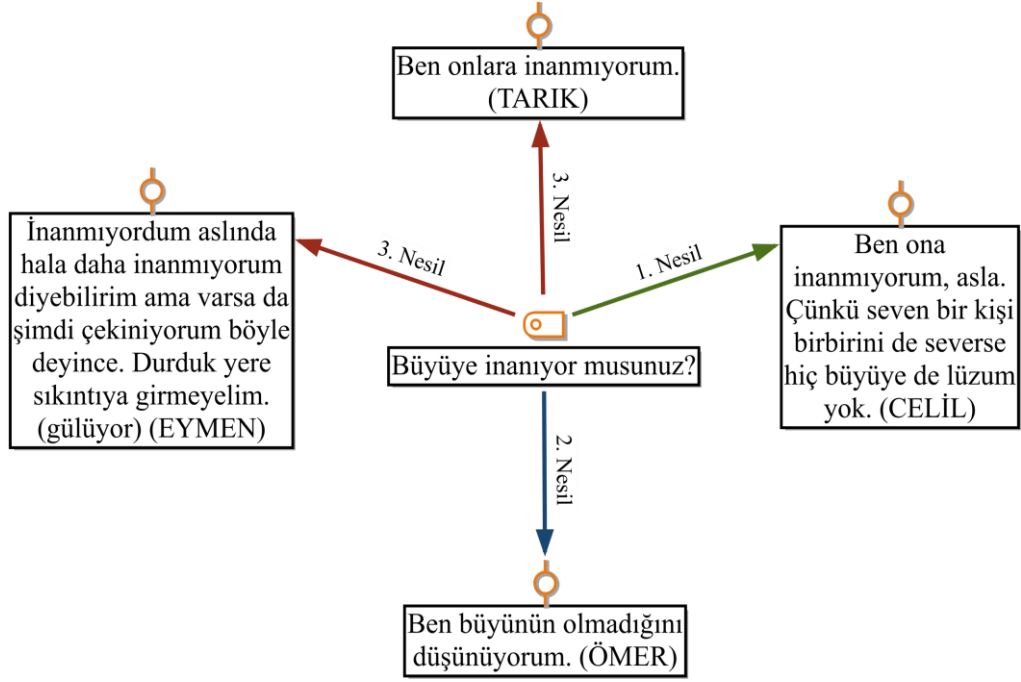 Ben onlara inanmıyorum.
(TARIK)
3. Nesil
İnanmıyordum aslında
hala daha inanmıyorum
diyebilirim ama varsa da
şimdi çekiniyorum böyle
deyince. Durduk yere
sıkıntıya girmeyelim.
(gülüyor) (EYMEN)
3. Nesil
1. Nesil
Ben ona
inanmıyorum, asla.
Çünkü seven bir kişi
birbirini de severse
hiç büyüye de lüzum
yok. (CELİL)
Büyüye inanıyor musunuz?
2. Nesil
Ben büyünün olmadığını
düşünüyorum. (ÖMER)